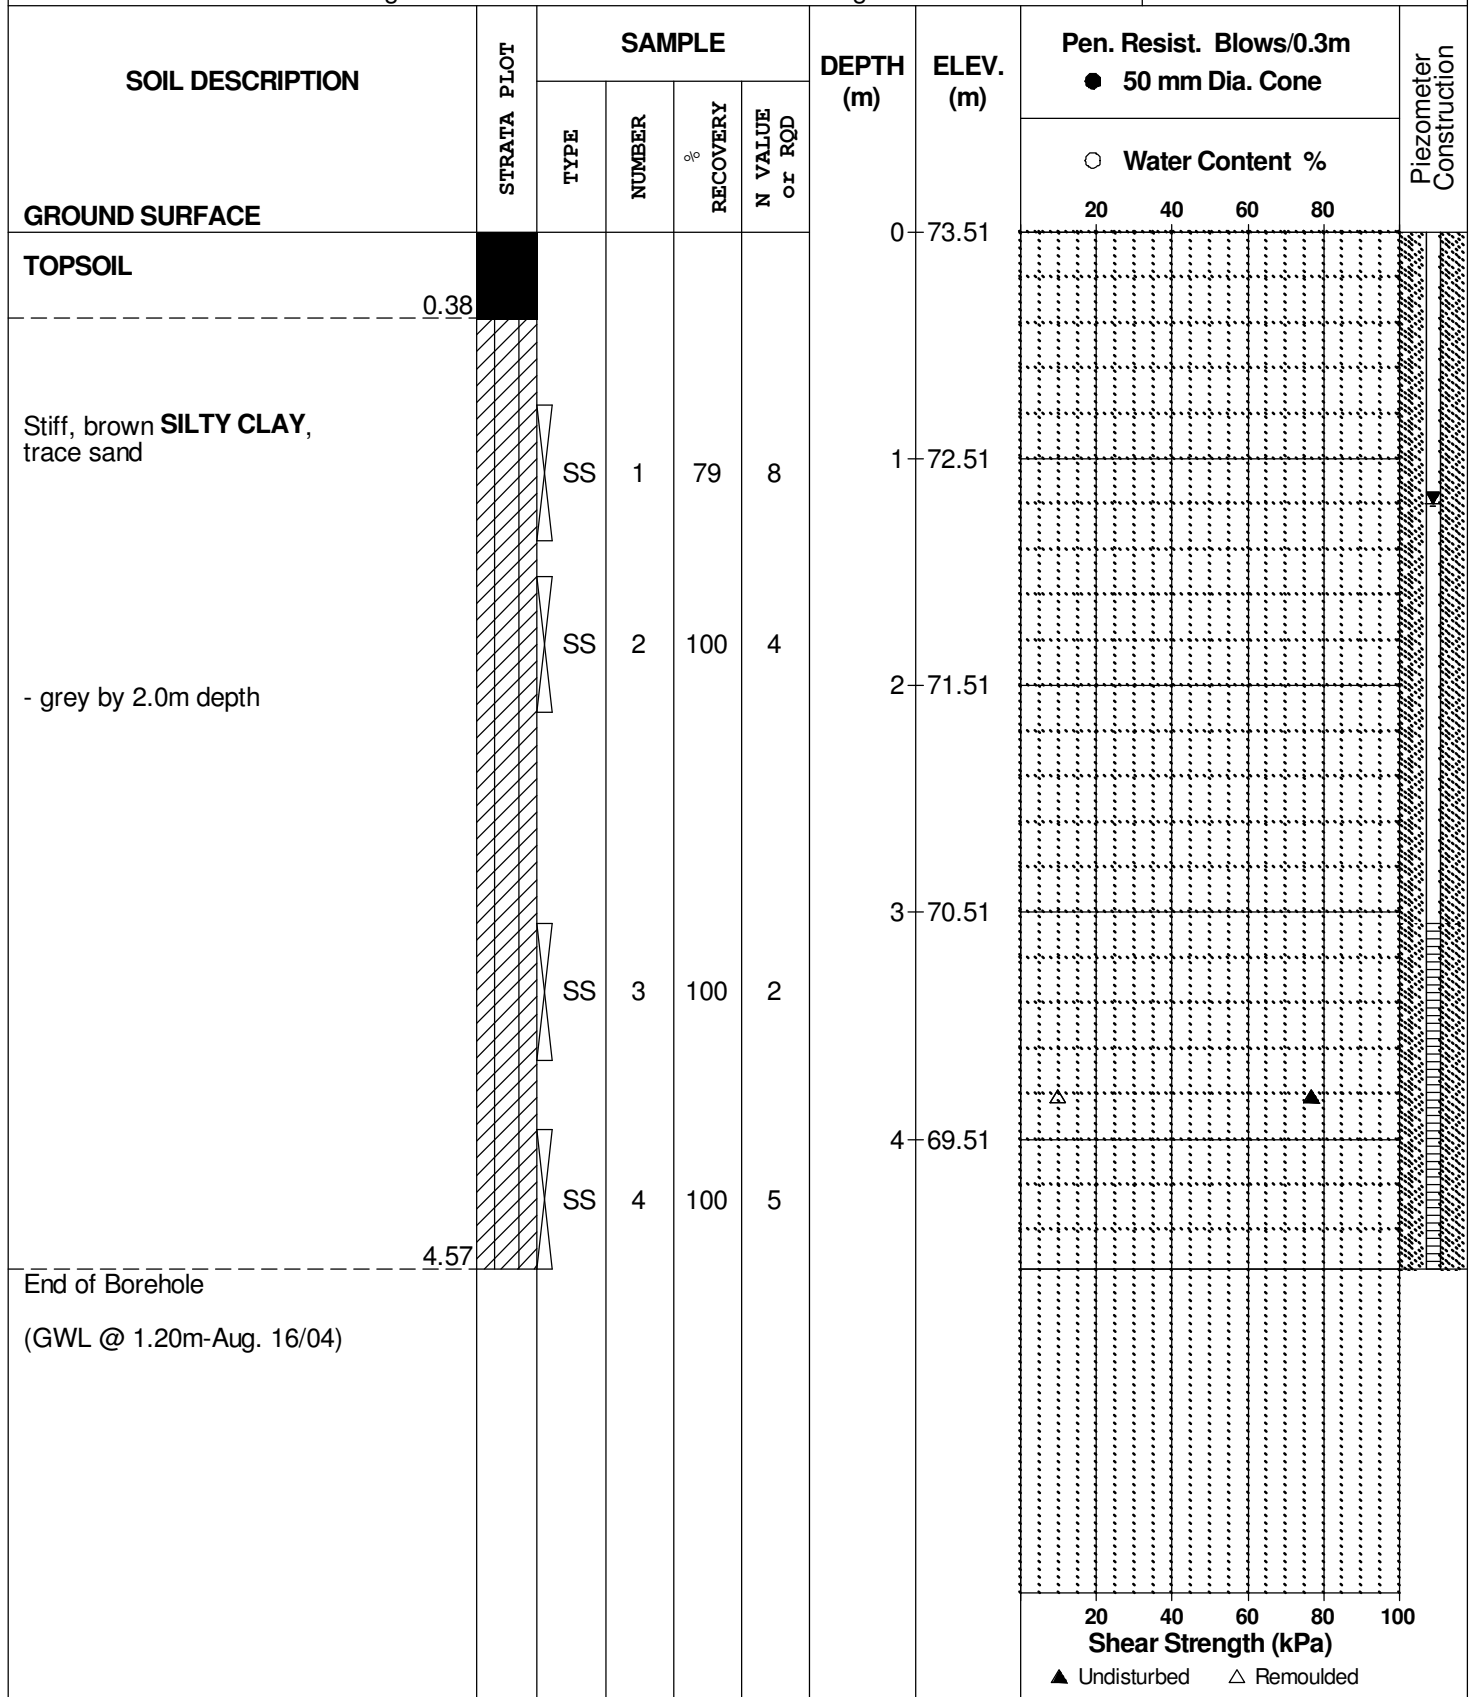 SOIL DESCRIPTION
GROUND SURFACE
STRATA PLOT
SAMPLE
TYPE
NUMBER
%
RECOVERY
N VALUE
or RQD
DEPTH
(m)
ELEV.
(m)
Pen. Resist. Blows/0.3m
● 50 mm Dia. Cone
○ Water Content %
20 40 60 80
Piezometer
Construction
0 73.51
TOPSOIL
0.38
Stiff, brown SILTY CLAY,
trace sand
1 72.51
SS 1 79 8
SS 2 100 4
2 71.51
- grey by 2.0m depth
3 70.51
SS 3 100 2
4 69.51
SS 4 100 5
4.57
End of Borehole
(GWL @ 1.20m-Aug. 16/04)
20 40 60 80 100
Shear Strength (kPa)
▲ Undisturbed △ Remoulded